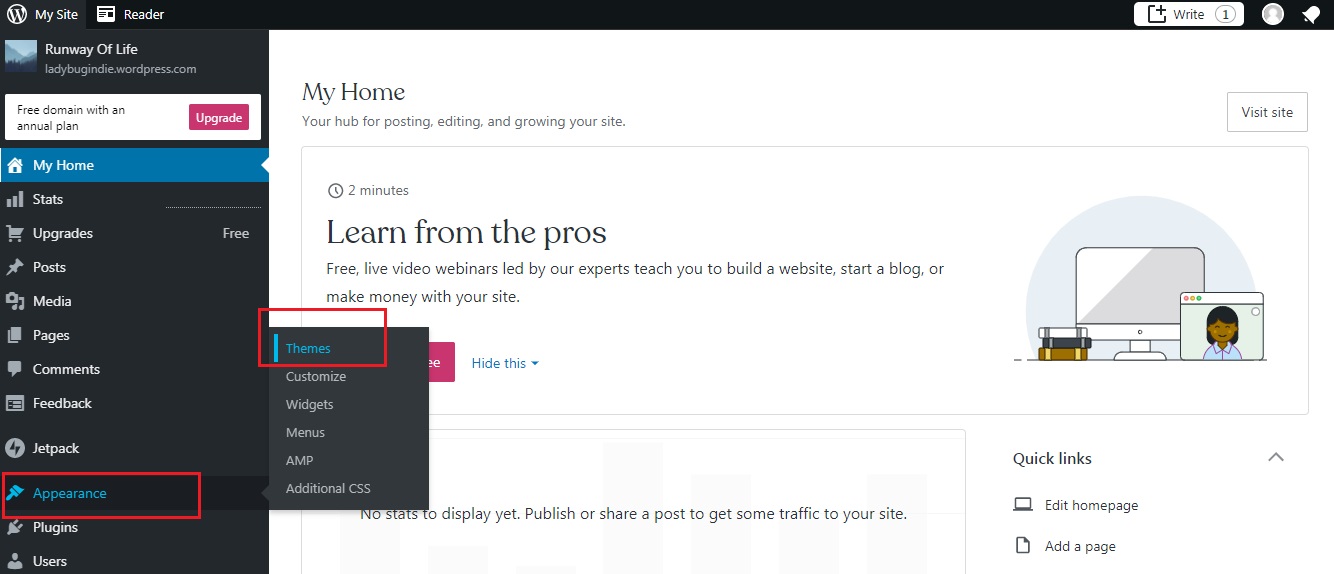 My Site
Reader
Write 1
Runway Of Life
ladybugindie.wordpress.com
Free domain with an
annual plan
Upgrade
My Home
Stats
Upgrades Free
Posts
Media
Pages
Comments
Feedback
Jetpack
Appearance
Plugins
Users
Themes
Customize
Widgets
Menus
AMP
Additional CSS
My Home
Your hub for posting, editing, and growing your site.
Visit site
2 minutes
Learn from the pros
Free, live video webinars led by our experts teach you to build a website, start a blog, or
make money with your site.
ee
Hide this
No stats to display yet. Publish or share a post to get some traffic to your site.
Quick links
Edit homepage
Add a page